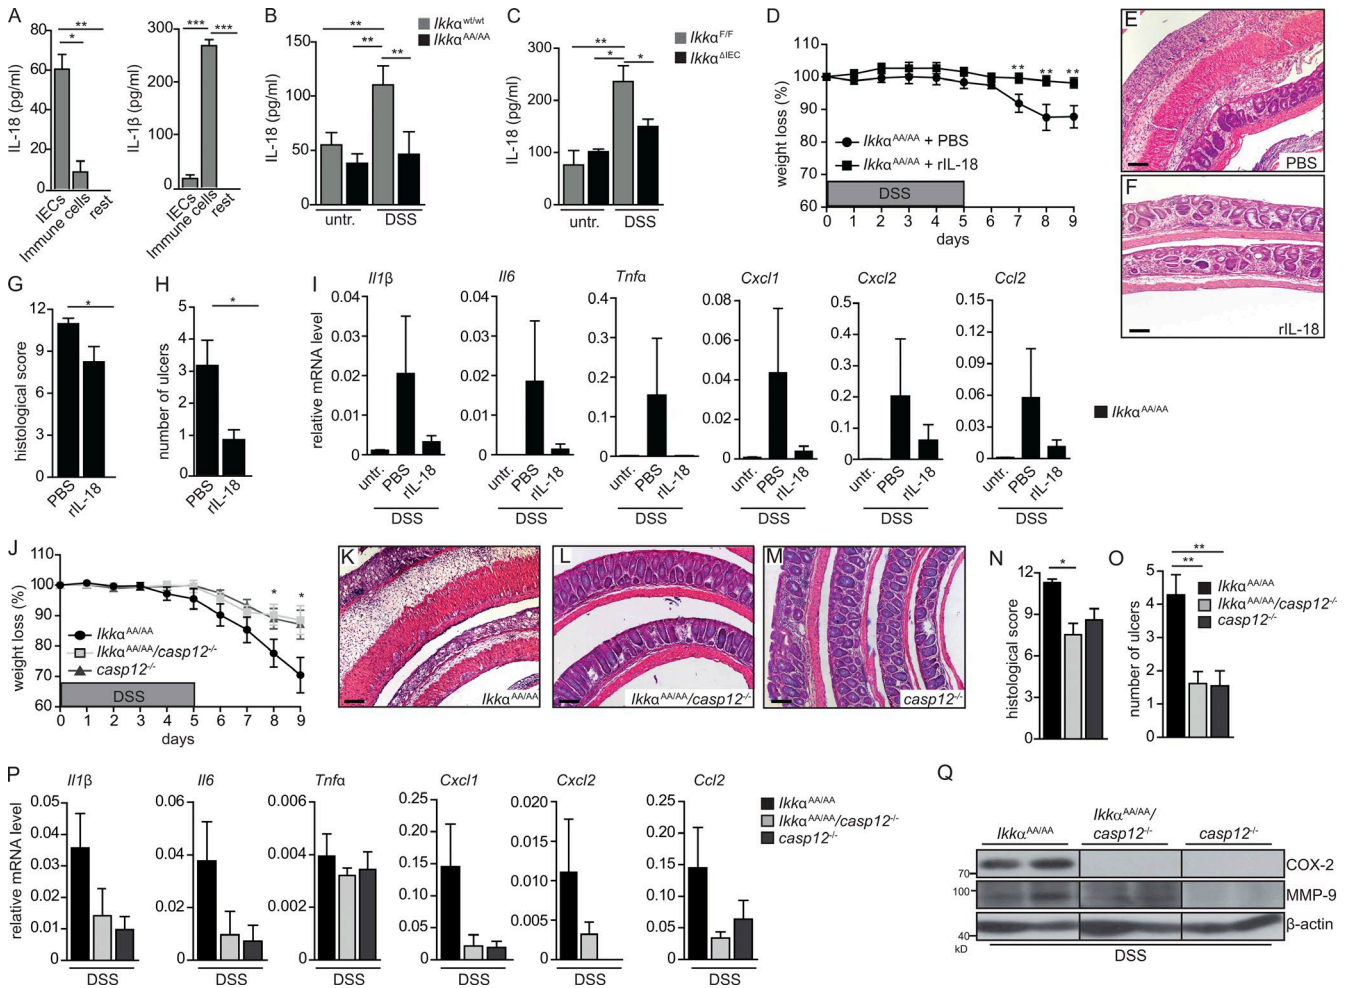 A
80
60
40
20
0
IL-18 (pg/ml)
**
*
IECs
Immune cells
rest
300
200
100
0
IL-1β (pg/ml)
***
***
IECs
Immune cells
rest
B
Ikkα wt/wt
Ikkα AA/AA
150
100
50
0
IL-18 (pg/ml)
**
**
**
untr.
DSS
C
Ikkα F/F
Ikkα ΔIEC
300
200
100
0
IL-18 (pg/ml)
**
*
*
untr.
DSS
D
110
100
90
80
70
60
weight loss (%)
** ** **
Ikkα AA/AA + PBS
Ikkα AA/AA + rIL-18
DSS
0 1 2 3 4 5 6 7 8 9
days
E
PBS
F
rIL-18
G
12
9
6
3
0
histological score
*
PBS
rIL-18
H
5
4
3
2
1
0
number of ulcers
*
PBS
rIL-18
I
relative mRNA level
Il1β
0.04
0.03
0.02
0.01
0
untr.
PBS
rIL-18
DSS
Il6
0.04
0.03
0.02
0.01
0
untr.
PBS
rIL-18
DSS
Tnfα
0.4
0.3
0.2
0.1
0
untr.
PBS
rIL-18
DSS
Cxcl1
0.08
0.06
0.04
0.02
0
untr.
PBS
rIL-18
DSS
Cxcl2
0.5
0.4
0.3
0.2
0.1
0
untr.
PBS
rIL-18
DSS
Ccl2
0.15
0.12
0.09
0.06
0.03
0
untr.
PBS
rIL-18
DSS
Ikkα AA/AA
J
110
100
90
80
70
60
weight loss (%)
* *
Ikkα AA/AA
Ikkα AA/AA/casp12-/-
casp12-/-
DSS
0 1 2 3 4 5 6 7 8 9
days
K
Ikkα AA/AA
L
Ikkα AA/AA/casp12-/-
M
casp12-/-
N
12
9
6
3
0
histological score
*
O
5
4
3
2
1
0
number of ulcers
**
**
Ikkα AA/AA
Ikkα AA/AA/casp12-/-
casp12-/-
P
relative mRNA level
Il1β
0.05
0.04
0.03
0.02
0.01
0
DSS
Il6
0.06
0.04
0.02
0
DSS
Tnfα
0.006
0.004
0.002
0
DSS
Cxcl1
0.25
0.20
0.15
0.10
0.05
0
DSS
Cxcl2
0.020
0.015
0.010
0.005
0
DSS
Ccl2
0.25
0.20
0.15
0.10
0.05
0
DSS
Ikkα AA/AA
Ikkα AA/AA/casp12-/-
casp12-/-
Q
Ikkα AA/AA
Ikkα AA/AA/
casp12-/-
casp12-/-
70
COX-2
100
MMP-9
40
β-actin
kD
DSS